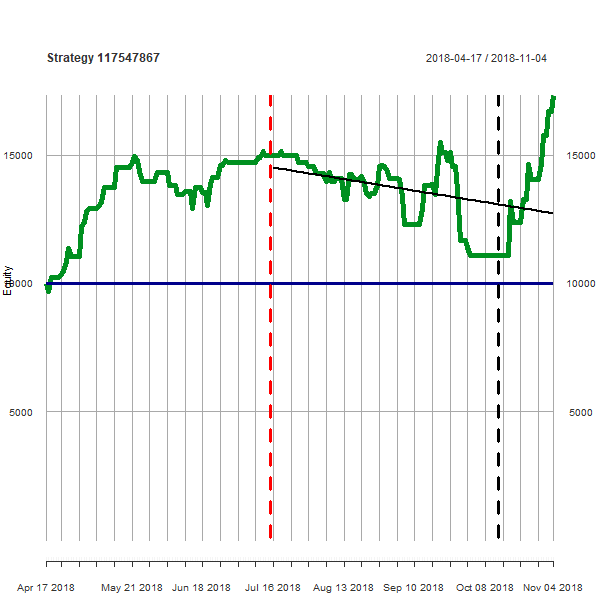 Strategy 117547867
2018-04-17 / 2018-11-04
15000
15000
Equity
10000
10000
5000
5000
Apr 17 2018
May 21 2018
Jun 18 2018
Jul 16 2018
Aug 13 2018
Sep 10 2018
Oct 08 2018
Nov 04 2018